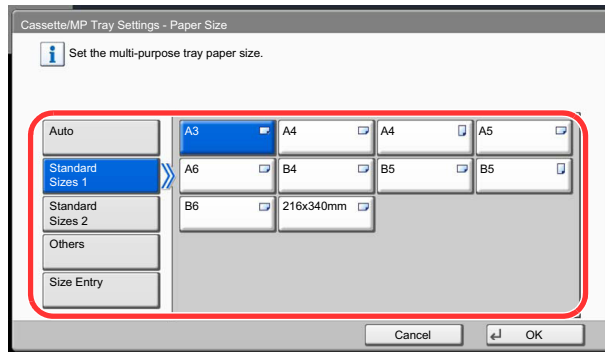 Cassette/MP Tray Settings - Paper Size
Set the multi-purpose tray paper size.
Auto
A3
A4
A4
A5
Standard
Sizes 1
A6
B4
B5
B5
Standard
Sizes 2
B6
216x340mm
Others
Size Entry
Cancel
OK